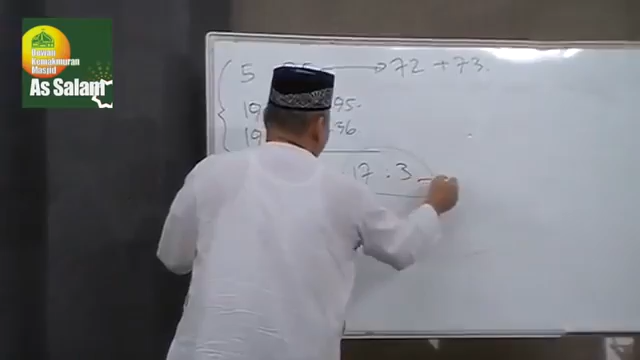 Dewan
Kemakmuran
Masjid
As Salam
5
72 + 73.
19 95.
19 96
17 : 3